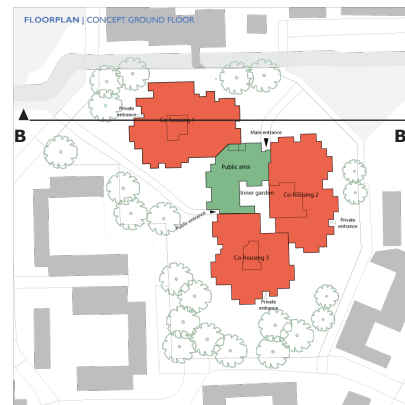 FLOORPLAN | CONCEPT GROUND FLOOR
Private
entrance
Co-housing 1
B
B
Main entrance
Public area
Inner garden
Co-housing 2
Public entrance
Private
entrance
Co-housing 3
Private
entrance